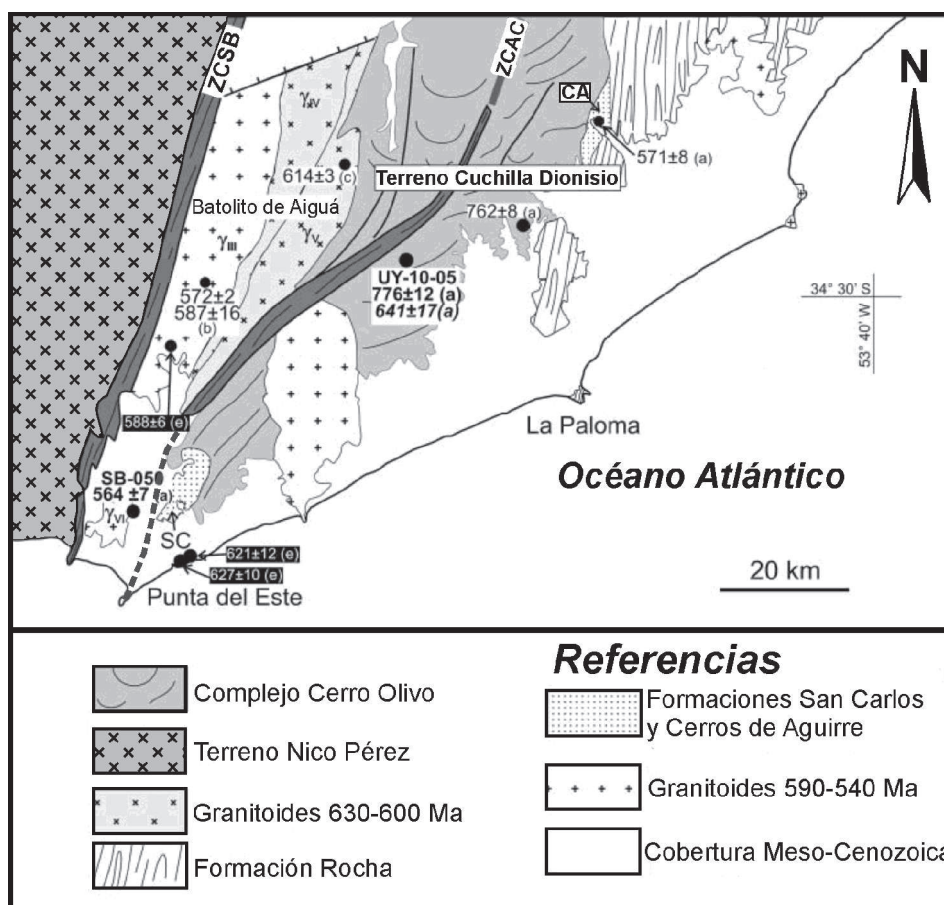 ZCSB
ZCAC
N
CA
γIV
571±8 (a)
614±3 (c)
Terreno Cuchilla Dionisio
Batolito de Aiguá
762±8 (a)
γV
γIII
UY-10-05
776±12 (a)
641±17(a)
34° 30' S
53° 40' W
572±2
587±16
(b)
588±6 (e)
La Paloma
Océano Atlántico
SB-050
564 ±7 (a)
γVI
SC
621±12 (e)
627±10 (e)
Punta del Este
20 km
Referencias
Complejo Cerro Olivo
Terreno Nico Pérez
Granitoides 630-600 Ma
Formación Rocha
Formaciones San Carlos
y Cerros de Aguirre
Granitoides 590-540 Ma
Cobertura Meso-Cenozoica